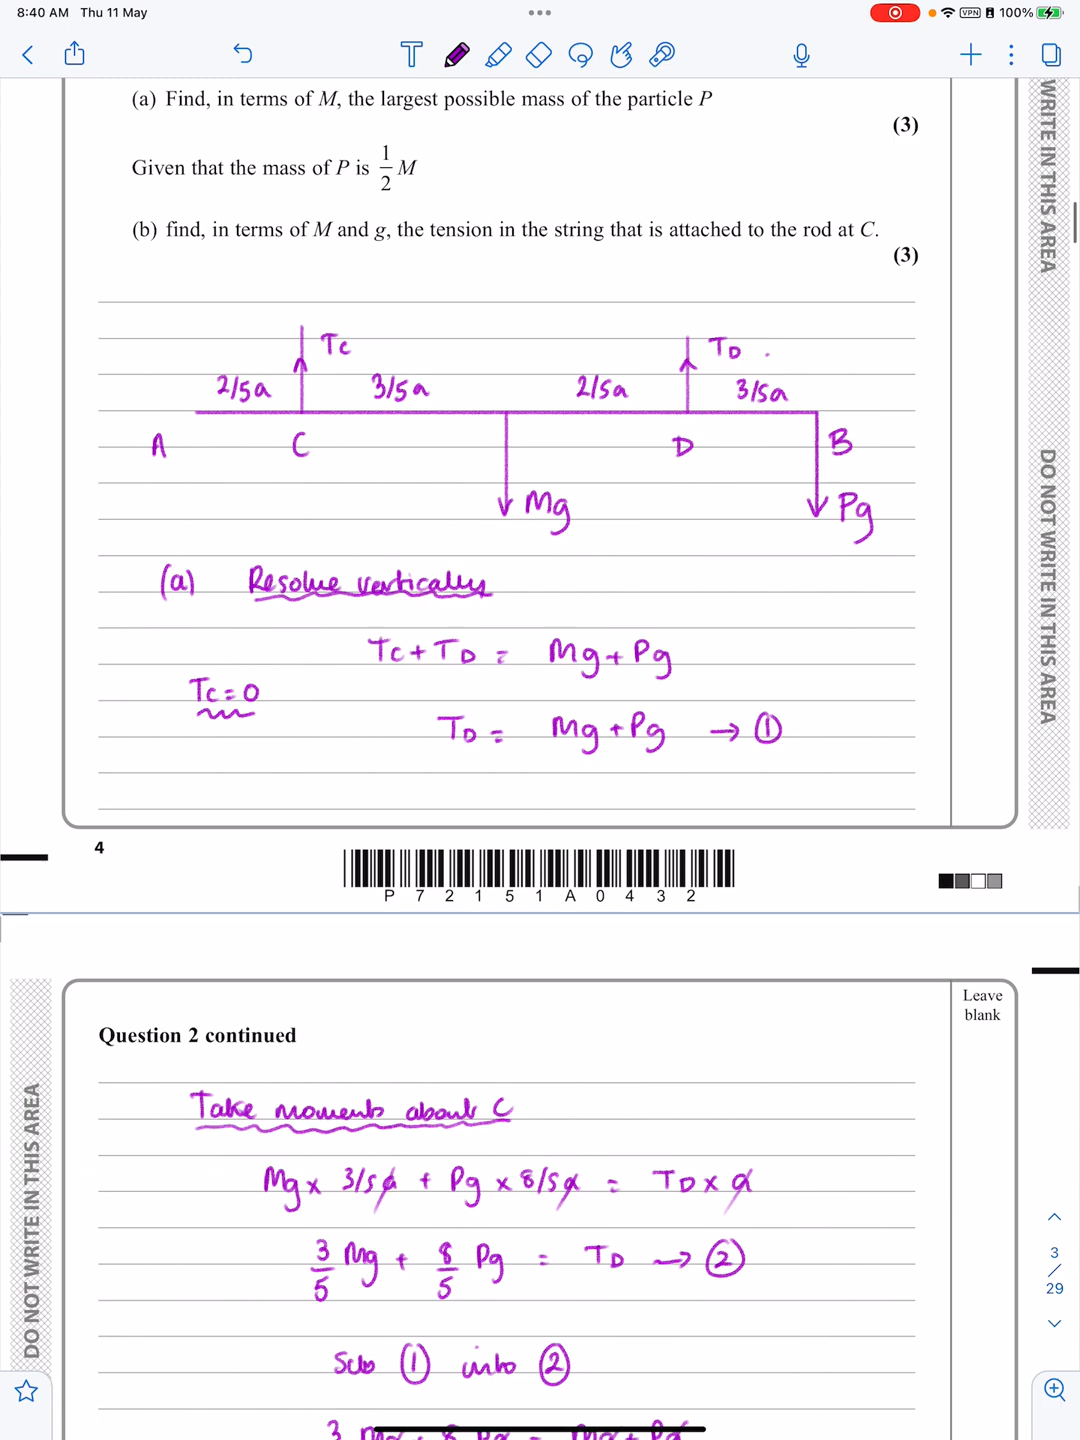 8:40 AM Thu 11 May
VPN 100%
(a) Find, in terms of M, the largest possible mass of the particle P
(3)
Given that the mass of P is 1/2 M
(b) find, in terms of M and g, the tension in the string that is attached to the rod at C.
(3)
WRITE IN THIS AREA
DO NOT WRITE IN THIS AREA
Tc TD
2/5a 3/5a 2/5a 3/5a
A C D B
Mg Pg
(a) Resolve vertically
Tc + TD = Mg + Pg
Tc = 0
TD = Mg + Pg → ①
4
P 7 2 1 5 1 A 0 4 3 2
Leave
blank
Question 2 continued
DO NOT WRITE IN THIS AREA
Take moments about C
Mg x 3/5a + Pg x 8/5a = TD x a
3/5 Mg + 8/5 Pg = TD → ②
Sub ① into ②
3
/
29